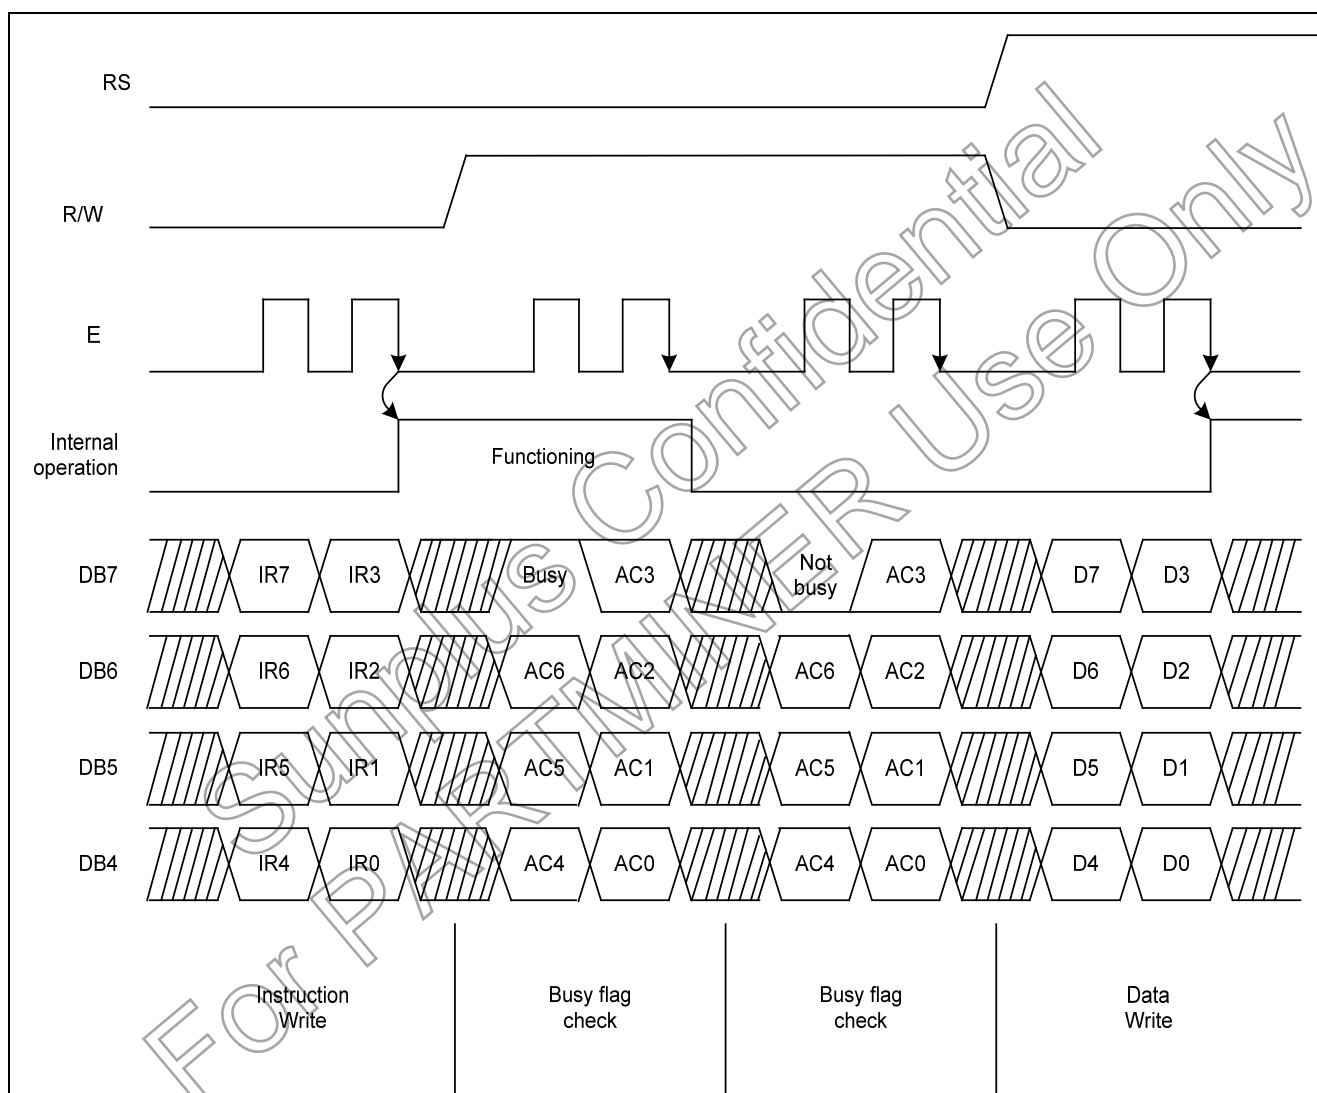 RS
R/W
E
Internal
operation
Functioning
DB7 IR7 IR3 Busy AC3 Not busy AC3 D7 D3
DB6 IR6 IR2 AC6 AC2 AC6 AC2 D6 D2
DB5 IR5 IR1 AC5 AC1 AC5 AC1 D5 D1
DB4 IR4 IR0 AC4 AC0 AC4 AC0 D4 D0
Instruction
Write
Busy flag
check
Busy flag
check
Data
Write
Sunplus Confidential
For PARTMINER Use Only